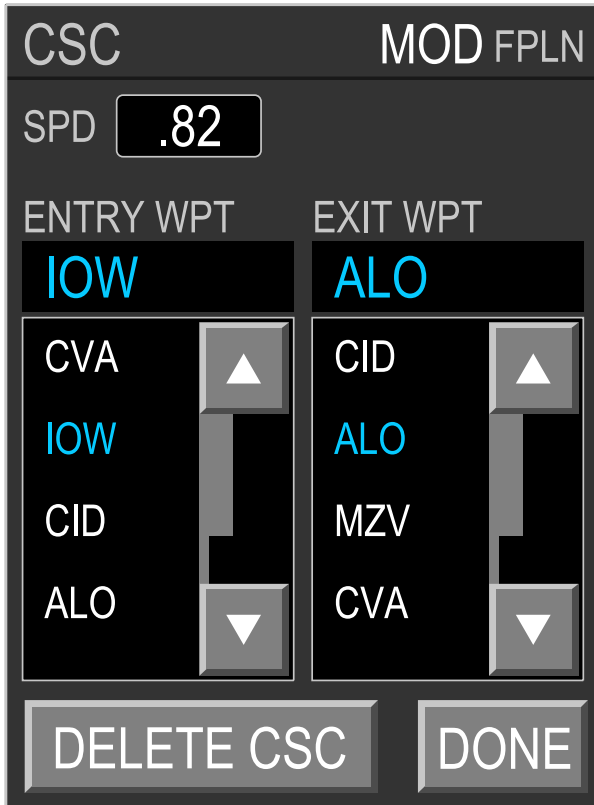 CSC MOD FPLN
SPD .82
ENTRY WPT EXIT WPT
IOW ALO
CVA CID
IOW ALO
CID MZV
ALO CVA
DELETE CSC DONE